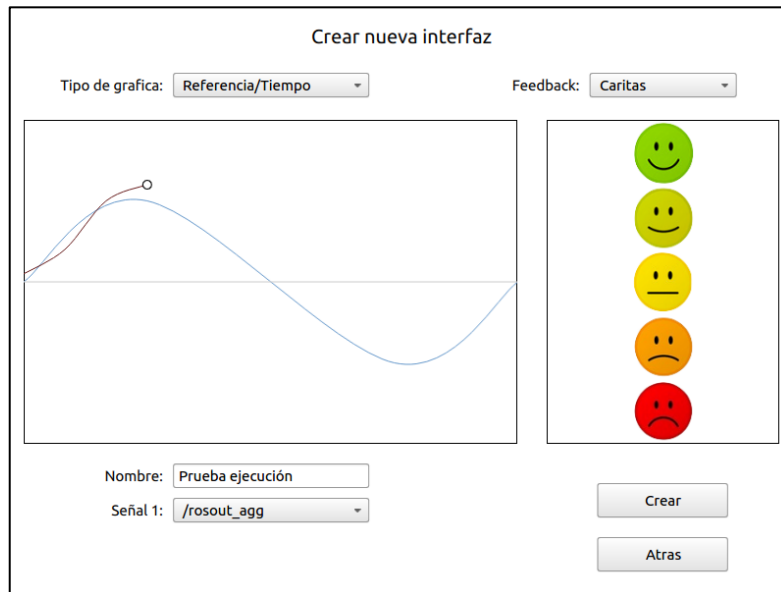 Crear nueva interfaz
Tipo de grafica: Referencia/Tiempo Feedback: Caritas
Nombre: Prueba ejecución
Señal 1: /rosout_agg
Crear
Atras